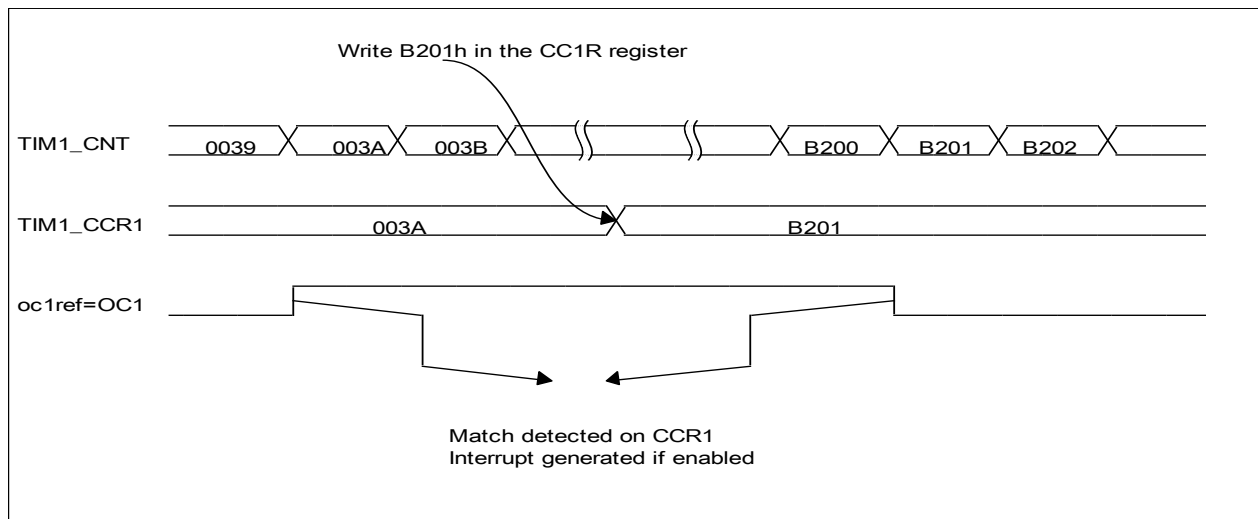 Write B201h in the CC1R register
TIM1_CNT 0039 003A 003B B200 B201 B202
TIM1_CCR1 003A B201
oc1ref=OC1
Match detected on CCR1
Interrupt generated if enabled